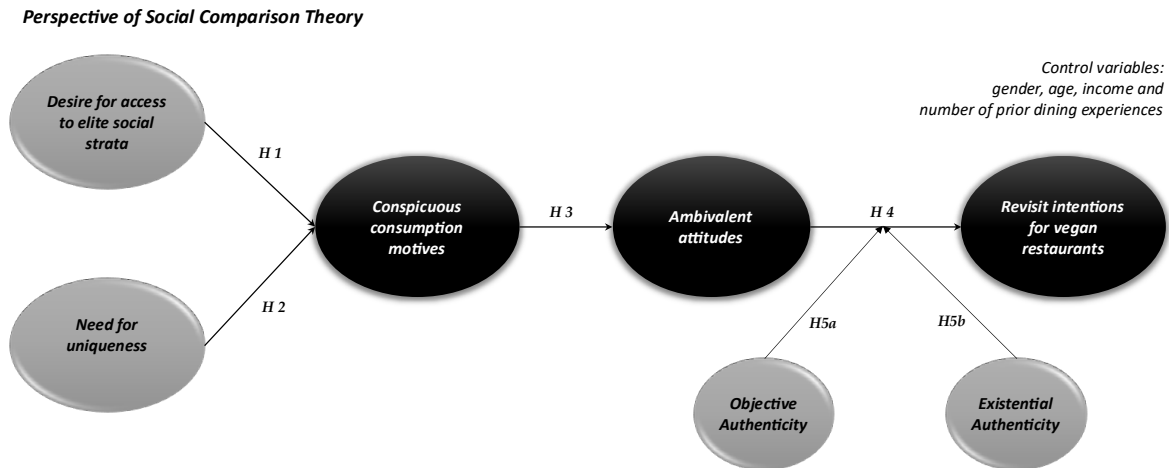 Perspective of Social Comparison Theory
Control variables:
gender, age, income and
number of prior dining experiences
Desire for access
to elite social
strata
H 1
Conspicuous
consumption
motives
H 3
Ambivalent
attitudes
H 4
Revisit intentions
for vegan
restaurants
H 2
Need for
uniqueness
H5a
H5b
Objective
Authenticity
Existential
Authenticity